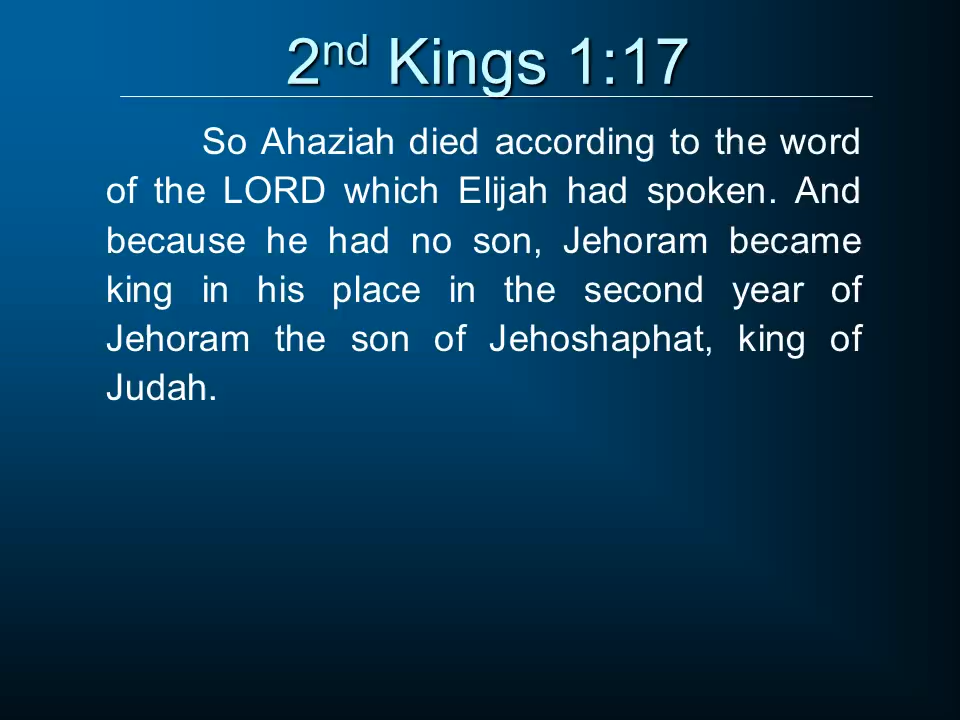 2nd Kings 1:17
So Ahaziah died according to the word
of the LORD which Elijah had spoken. And
because he had no son, Jehoram became
king in his place in the second year of
Jehoram the son of Jehoshaphat, king of
Judah.